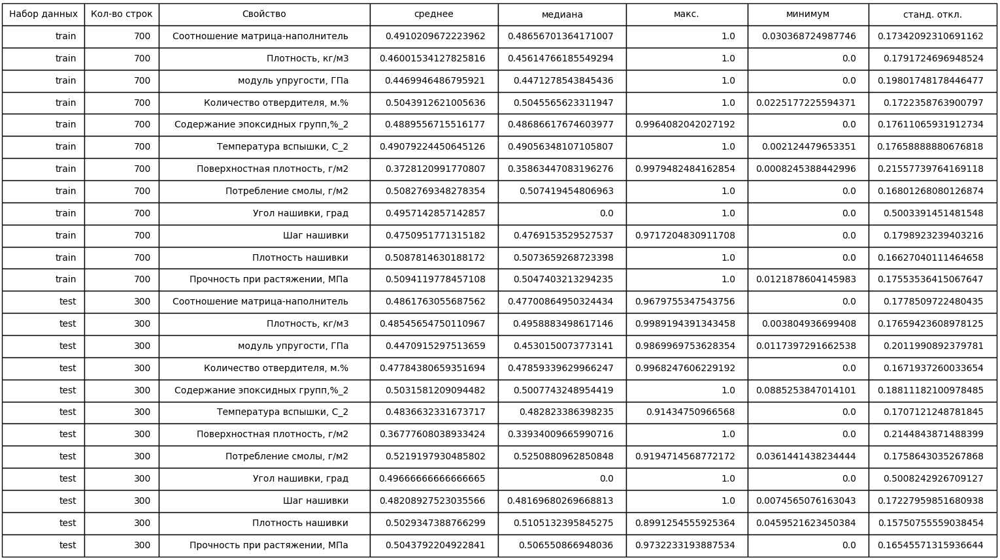 Набор данных Кол-во строк Свойство среднее медиана макс. минимум станд. откл.
train 700 Соотношение матрица-наполнитель 0.4910209672223962 0.48656701364171007 1.0 0.030368724987746 0.17342092310691162
train 700 Плотность, кг/м3 0.46001534127825816 0.45614766185549294 1.0 0.0 0.1791724696948524
train 700 модуль упругости, ГПа 0.4469946486795921 0.4471278543845436 1.0 0.0 0.19801748178446477
train 700 Количество отвердителя, м.% 0.5043912621005636 0.5045565623311947 1.0 0.0225177225594371 0.1722358763900797
train 700 Содержание эпоксидных групп,%_2 0.4889556715516177 0.48686617674603977 0.9964082042027192 0.0 0.17611065931912734
train 700 Температура вспышки, С_2 0.49079224450645126 0.49056348107105807 1.0 0.002124479653351 0.17658888880676818
train 700 Поверхностная плотность, г/м2 0.3728120991770807 0.35863447083196276 0.9979482484162854 0.0008245388442996 0.21557739764169118
train 700 Потребление смолы, г/м2 0.5082769348278354 0.507419454806963 1.0 0.0 0.16801268080126874
train 700 Угол нашивки, град 0.4957142857142857 0.0 1.0 0.0 0.5003391451481548
train 700 Шаг нашивки 0.4750951771315182 0.4769153529527537 0.9717204830911708 0.0 0.1798923239403216
train 700 Плотность нашивки 0.5087814630188172 0.5073659268723398 1.0 0.0 0.16627040111464658
train 700 Прочность при растяжении, МПа 0.5094119778457108 0.5047403213294235 1.0 0.0121878604145983 0.17553536415067647
test 300 Соотношение матрица-наполнитель 0.4861763055687562 0.47700864950324434 0.9679755347543756 0.0 0.1778509722480435
test 300 Плотность, кг/м3 0.48545654750110967 0.4958883498617146 0.9989194391343458 0.003804936699408 0.17659423608978125
test 300 модуль упругости, ГПа 0.4470915297513659 0.4530150073773141 0.9869969753628354 0.0117397291662538 0.2011990892379781
test 300 Количество отвердителя, м.% 0.47784380659351694 0.47859339629966247 0.9968247606229192 0.0 0.1671937260033654
test 300 Содержание эпоксидных групп,%_2 0.5031581209094482 0.5007743248954419 1.0 0.0885253847014101 0.18811182100978485
test 300 Температура вспышки, С_2 0.4836632331673717 0.482823386398235 0.91434750966568 0.0 0.1707121248781845
test 300 Поверхностная плотность, г/м2 0.36777608038933424 0.33934009665990716 1.0 0.0 0.2144843871488399
test 300 Потребление смолы, г/м2 0.5219197930485802 0.5250880962850848 0.9194714568772172 0.0361441438234444 0.1758643035267868
test 300 Угол нашивки, град 0.49666666666666665 0.0 1.0 0.0 0.5008242926709127
test 300 Шаг нашивки 0.48208927523035566 0.48169680269668813 1.0 0.0074565076163043 0.17227959851680938
test 300 Плотность нашивки 0.5029347388766299 0.5105132395845275 0.8991254555925364 0.0459521623450384 0.15750755559038454
test 300 Прочность при растяжении, МПа 0.5043792204922841 0.506550866948036 0.9732233193887534 0.0 0.16545571315936644